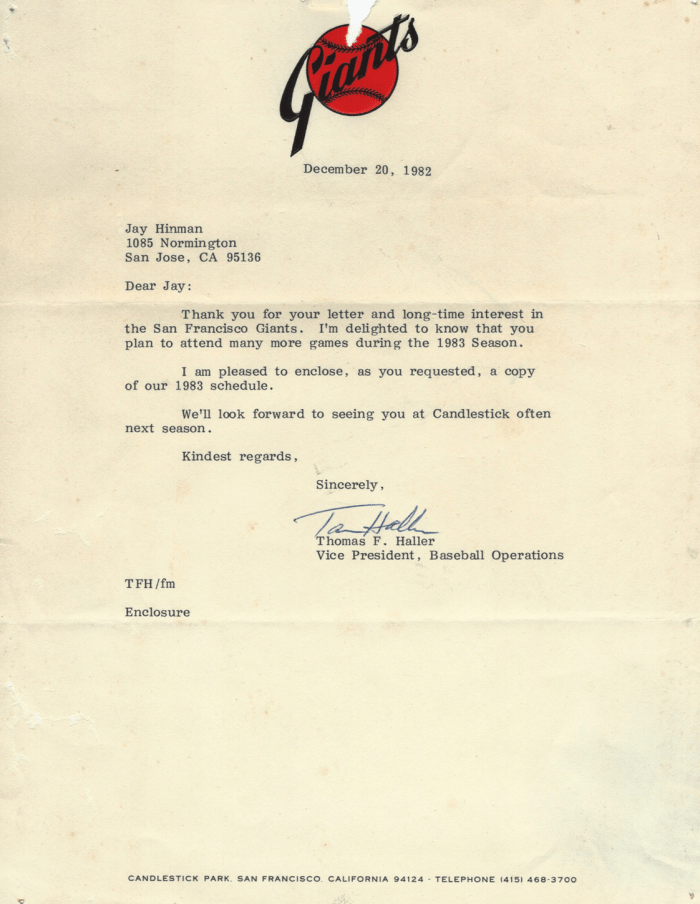 Giants
December 20, 1982
Jay Hinman
1085 Normington
San Jose, CA 95136
Dear Jay:
Thank you for your letter and long-time interest in
the San Francisco Giants. I'm delighted to know that you
plan to attend many more games during the 1983 Season.
I am pleased to enclose, as you requested, a copy
of our 1983 schedule.
We'll look forward to seeing you at Candlestick often
next season.
Kindest regards,
Sincerely,
Tom Haller
Thomas F. Haller
Vice President, Baseball Operations
TFH/fm
Enclosure
CANDLESTICK PARK, SAN FRANCISCO, CALIFORNIA 94124 - TELEPHONE (415) 468-3700